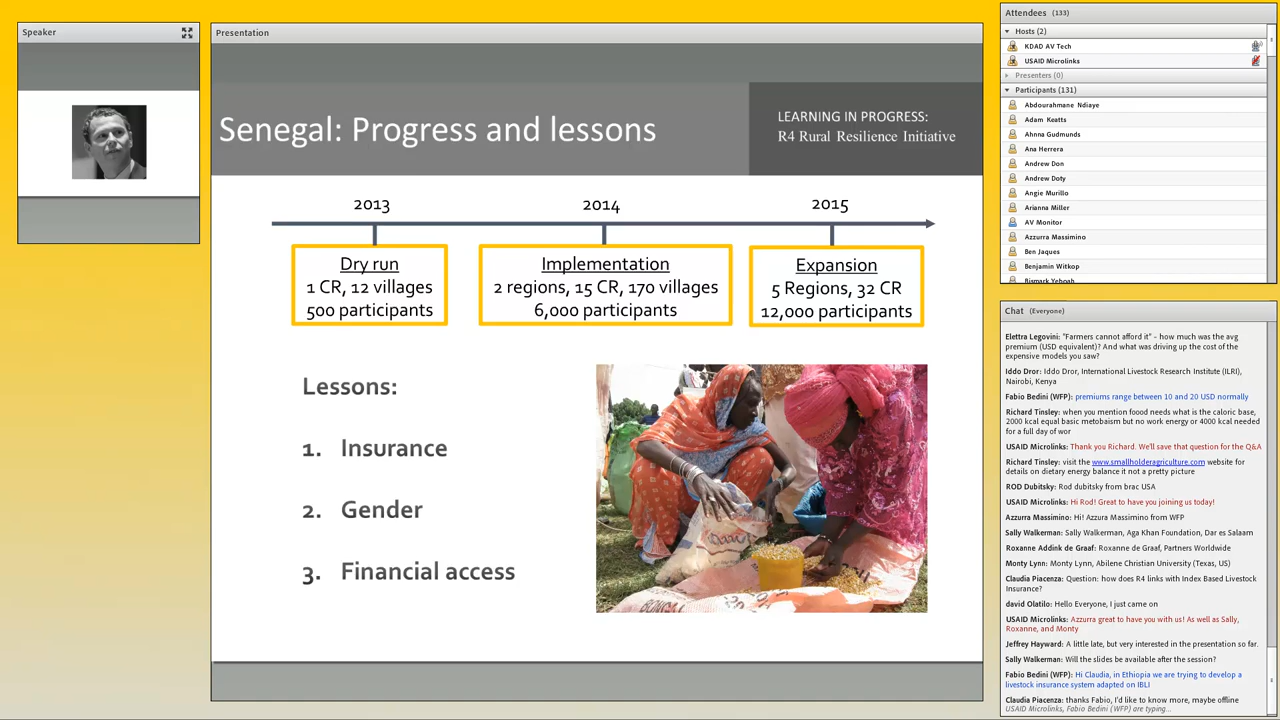 Speaker
Presentation
Senegal: Progress and lessons
LEARNING IN PROGRESS:
R4 Rural Resilience Initiative
2013
2014
2015
Dry run
1 CR, 12 villages
500 participants
Implementation
2 regions, 15 CR, 170 villages
6,000 participants
Expansion
5 Regions, 32 CR
12,000 participants
Lessons:
1. Insurance
2. Gender
3. Financial access
Attendees (133)
Hosts (2)
KDAD AV Tech
USAID Microlinks
Presenters (0)
Participants (131)
Abdourahmane Ndiaye
Adam Keatts
Ahnna Gudmunds
Ana Herrera
Andrew Don
Andrew Doty
Angie Murillo
Arianna Miller
AV Monitor
Azzurra Massimino
Ben Jaques
Benjamin Witkop
Bismark Yeboah
Chat (Everyone)
Elettra Legovini: "Farmers cannot afford it" - how much was the avg
premium (USD equivalent)? And what was driving up the cost of the
expensive models you saw?
Iddo Dror: Iddo Dror, International Livestock Research Institute (ILRI),
Nairobi, Kenya
Fabio Bedini (WFP): premiums range between 10 and 20 USD normally
Richard Tinsley: when you mention foood needs what is the caloric base,
2000 kcal equal basic metobaism but no work energy or 4000 kcal needed
for a full day of wor
USAID Microlinks: Thank you Richard. We'll save that question for the Q&A
Richard Tinsley: visit the www.smallholderagriculture.com website for
details on dietary energy balance it not a pretty picture
ROD Dubitsky: Rod dubitsky from brac USA
USAID Microlinks: Hi Rod! Great to have you joining us today!
Azzurra Massimino: Hi! Azzura Massimino from WFP
Sally Walkerman: Sally Walkerman, Aga Khan Foundation, Dar es Salaam
Roxanne Addink de Graaf: Roxanne de Graaf, Partners Worldwide
Monty Lynn: Monty Lynn, Abilene Christian University (Texas, US)
Claudia Piacenza: Question: how does R4 links with Index Based Livestock
Insurance?
david Olatilo: Hello Everyone, I just came on
USAID Microlinks: Azzurra great to have you with us! As well as Sally,
Roxanne, and Monty
Jeffrey Hayward: A little late, but very interested in the presentation so far.
Sally Walkerman: Will the slides be available after the session?
Fabio Bedini (WFP): Hi Claudia, in Ethiopia we are trying to develop a
livestock insurance system adapted on IBLI
Claudia Piacenza: thanks Fabio, I'd like to know more, maybe offline
USAID Microlinks, Fabio Bedini (WFP) are typing...